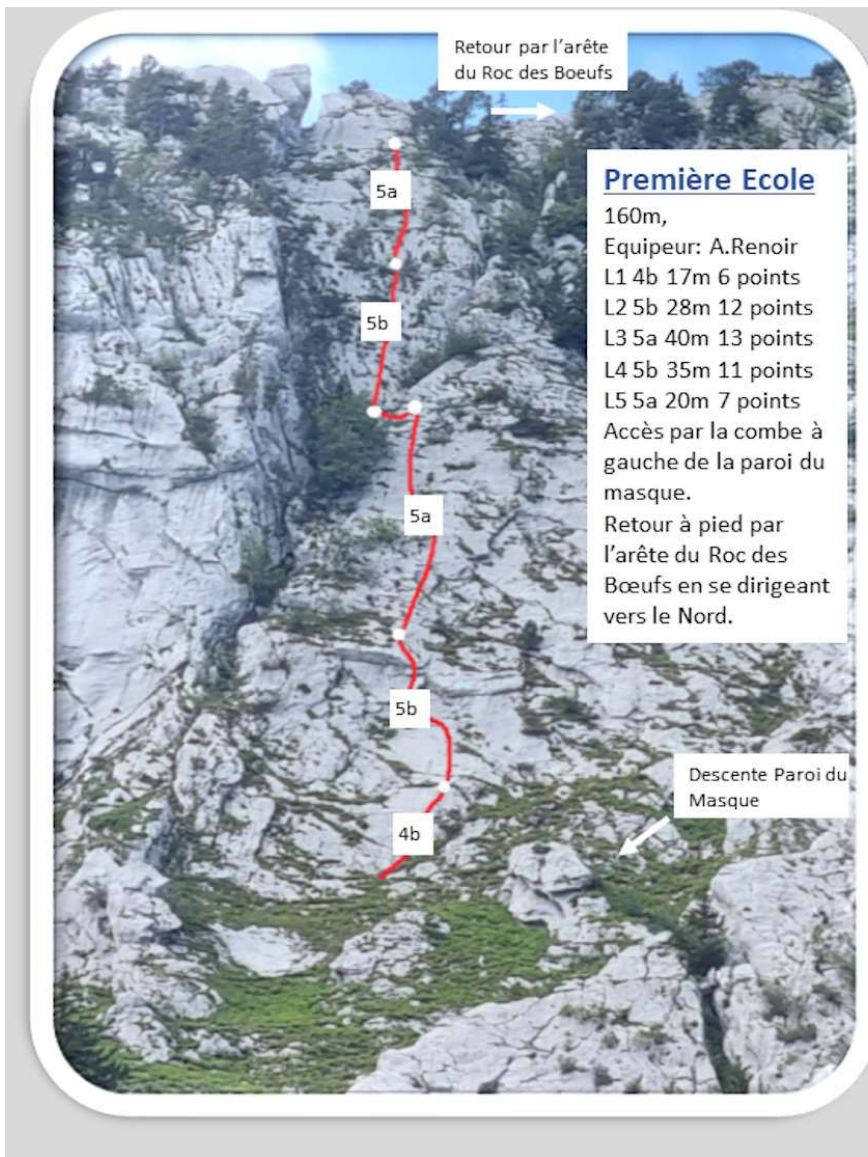 Retour par l'arête
du Roc des Boeufs
5a
Première Ecole
160m,
Equipeur: A.Renoir
L1 4b 17m 6 points
L2 5b 28m 12 points
L3 5a 40m 13 points
L4 5b 35m 11 points
L5 5a 20m 7 points
Accès par la combe à
gauche de la paroi du
masque.
Retour à pied par
l'arête du Roc des
Bœufs en se dirigeant
vers le Nord.
5b
5a
5b
Descente Paroi du
Masque
4b